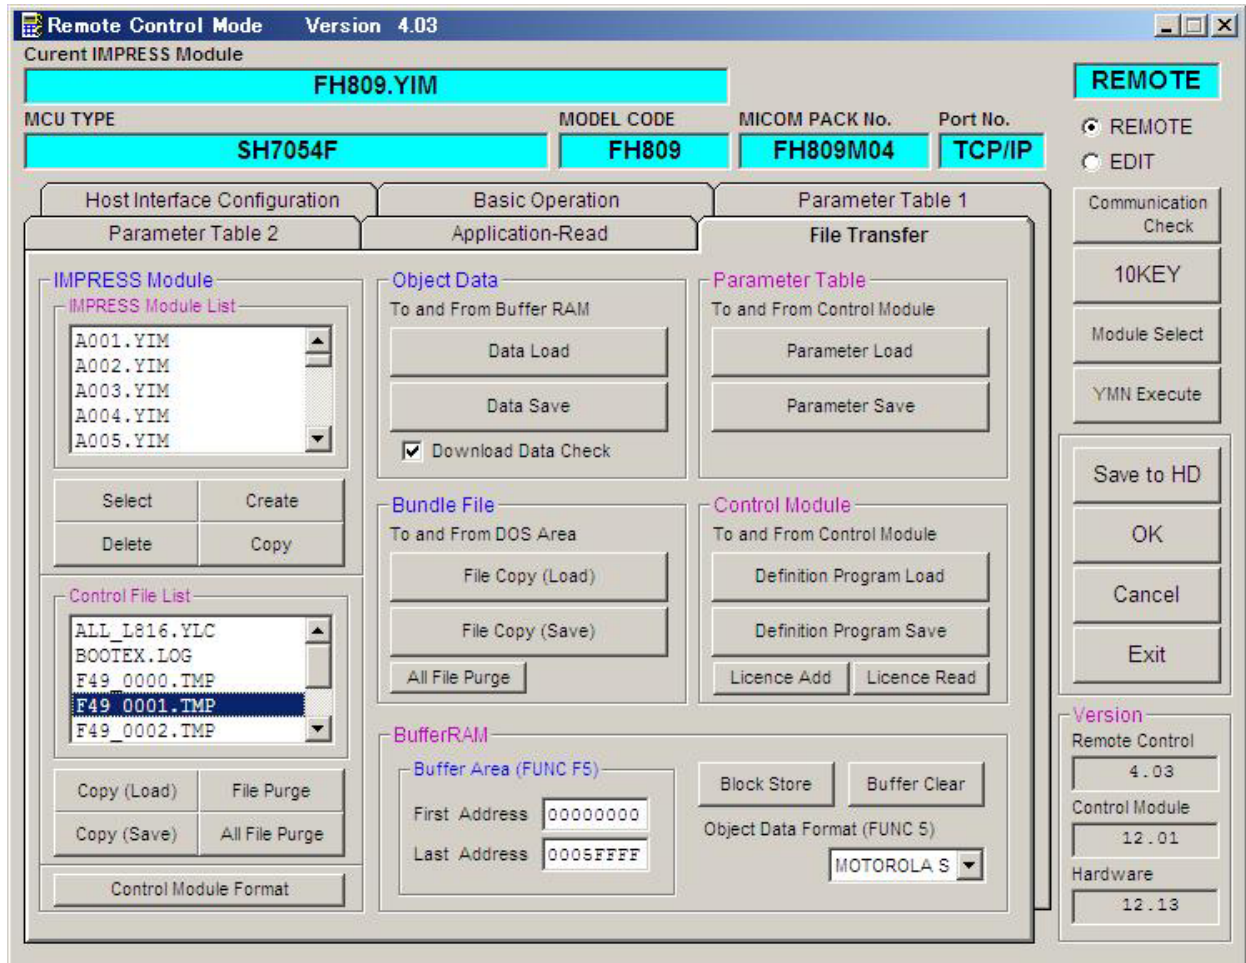 Remote Control Mode Version 4.03
Curent IMPRESS Module
FH809.YIM
REMOTE
MCU TYPE
MODEL CODE
MICOM PACK No.
Port No.
SH7054F
FH809
FH809M04
TCP/IP
REMOTE
EDIT
Host Interface Configuration
Basic Operation
Parameter Table 1
Parameter Table 2
Application-Read
File Transfer
IMPRESS Module
IMPRESS Module List
A001.YIM
A002.YIM
A003.YIM
A004.YIM
A005.YIM
Select
Create
Delete
Copy
Control File List
ALL_L816.YLC
BOOTEX.LOG
F49_0000.TMP
F49_0001.TMP
F49_0002.TMP
Copy (Load)
File Purge
Copy (Save)
All File Purge
Control Module Format
Object Data
To and From Buffer RAM
Data Load
Data Save
Download Data Check
Parameter Table
To and From Control Module
Parameter Load
Parameter Save
Bundle File
To and From DOS Area
File Copy (Load)
File Copy (Save)
All File Purge
Control Module
To and From Control Module
Definition Program Load
Definition Program Save
Licence Add
Licence Read
BufferRAM
Buffer Area (FUNC F5)
First Address 00000000
Last Address 0005FFFF
Block Store
Buffer Clear
Object Data Format (FUNC 5)
MOTOROLA S
Communication
Check
10KEY
Module Select
YMN Execute
Save to HD
OK
Cancel
Exit
Version
Remote Control
4.03
Control Module
12.01
Hardware
12.13